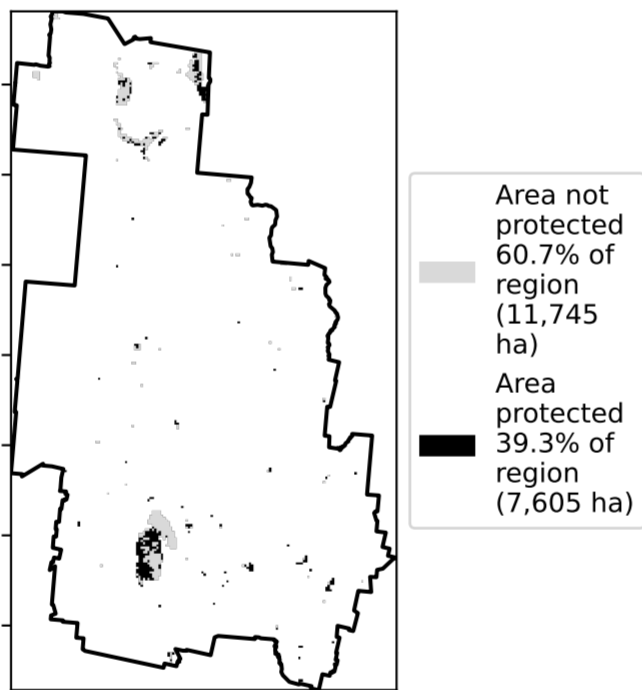 Area not
protected
60.7% of
region
(11,745
ha)
Area
protected
39.3% of
region
(7,605 ha)